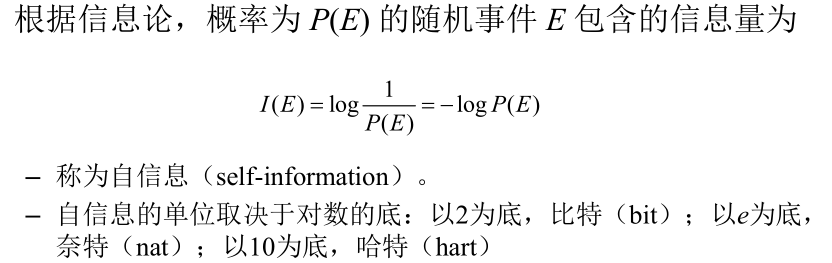 根据信息论，概率为 P(E) 的随机事件 E 包含的信息量为
I(E) = log 1/P(E) = −log P(E)
– 称为自信息（self-information）。
– 自信息的单位取决于对数的底：以2为底，比特（bit）；以e为底，
奈特（nat）；以10为底，哈特（hart）